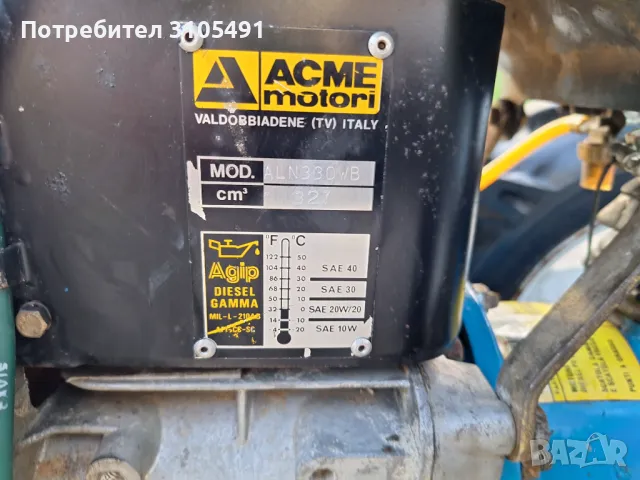 Потребител 3105491
ACME
motori
VALDOBBIADENE (TV) ITALY
MOD. ALN330WB
cm³ 327
°F °C
122 50
104 40
86 30
68 20
50 10
32 0
14 10
-4 20
SAE 40
SAE 30
SAE 20W/20
SAE 10W
Agip
DIESEL
GAMMA
BAZAR